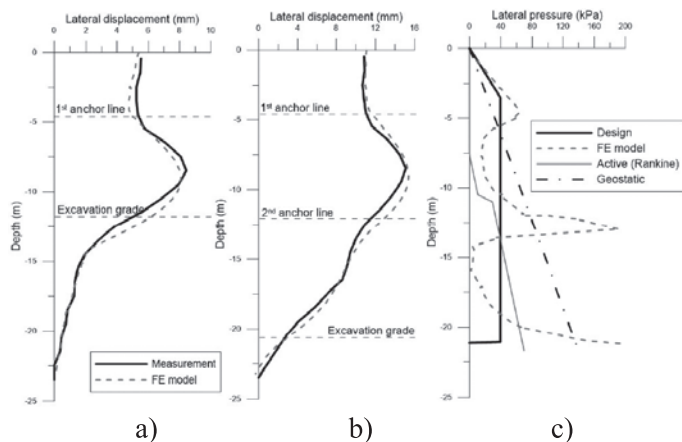 Lateral displacement (mm)
0 2 4 6 8 10
0
-5
-10
-15
-20
-25
Depth (m)
1st anchor line
Excavation grade
Measurement
FE model
a)
Lateral displacement (mm)
0 4 8 12 16
0
-5
-10
-15
-20
-25
Depth (m)
1st anchor line
2nd anchor line
Excavation grade
b)
Lateral pressure (kPa)
0 40 80 120 160 200
0
-5
-10
-15
-20
-25
Depth (m)
Design
FE model
Active (Rankine)
Geostatic
c)